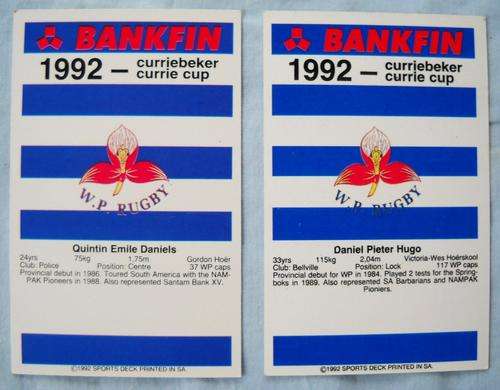 BANKFIN
1992 – curriebeker
currie cup
W.P. RUGBY
Quintin Emile Daniels
24yrs 75kg 1.75m Gordon Hoër
Club: Police Position: Centre 37 WP caps
Provincial debut in 1986. Toured South America with the NAM-
PAK Pioneers in 1988. Also represented Santam Bank XV.
©1992 SPORTS DECK PRINTED IN SA.
BANKFIN
1992 – curriebeker
currie cup
W.P. RUGBY
Daniel Pieter Hugo
33yrs 115kg 2,04m Victoria-Wes Hoërskool
Club: Bellville Position: Lock 117 WP caps
Provincial debut for WP in 1984. Played 2 tests for the Spring-
boks in 1989. Also represented SA Barbarians and NAMPAK
Pioniers.
©1992 SPORTS DECK PRINTED IN SA.